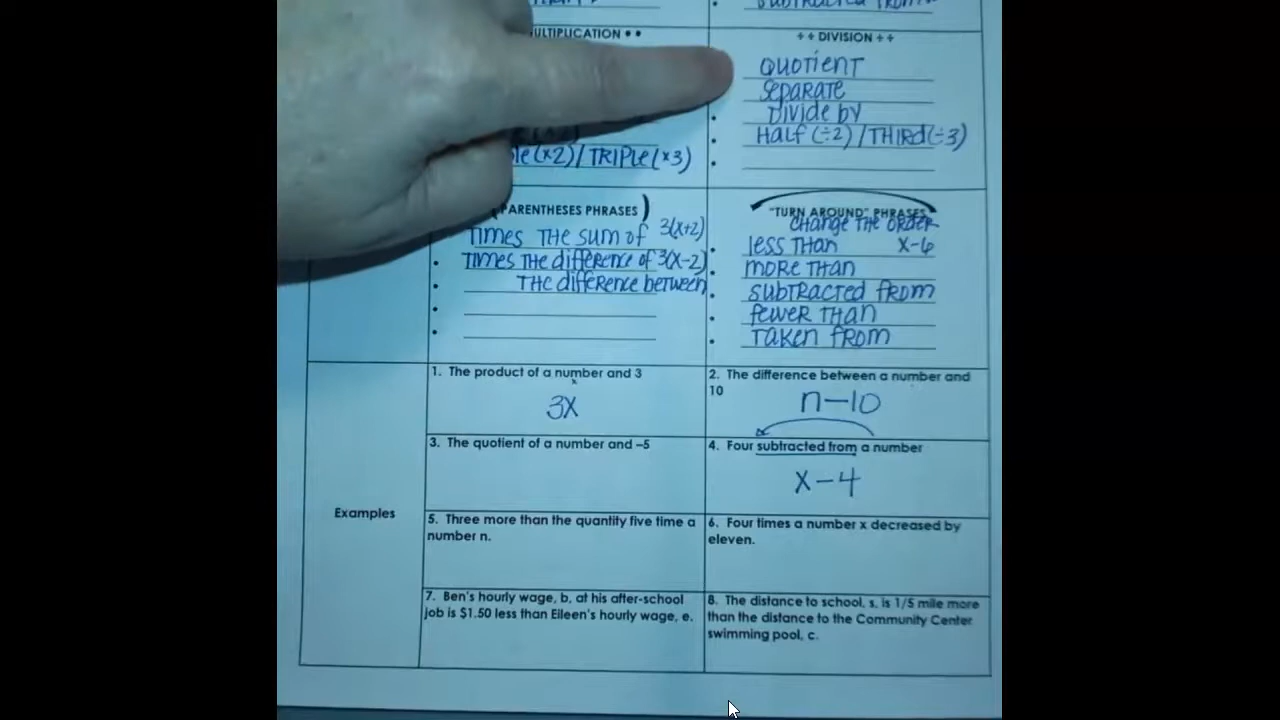 ULTIPLICATION • •
÷ ÷ DIVISION ÷ ÷
QUOTIENT
SEPARATE
DIVIDE BY
HALF (÷2) / THIRD (÷3)
le (×2) / TRIPLE (×3)
(PARENTHESES PHRASES)
TIMES THE SUM OF 3(x+2)
TIMES THE DIFFERENCE OF 3(x-2)
THE DIFFERENCE BETWEEN
"TURN AROUND" PHRASES
CHANGE THE ORDER
LESS THAN x-6
MORE THAN
SUBTRACTED FROM
FEWER THAN
TAKEN FROM
Examples
1. The product of a number and 3
x
3x
2. The difference between a number and
10
n-10
3. The quotient of a number and –5
4. Four subtracted from a number
x-4
5. Three more than the quantity five time a
number n.
6. Four times a number x decreased by
eleven.
7. Ben's hourly wage, b, at his after-school
job is $1.50 less than Eileen's hourly wage, e.
8. The distance to school, s, is 1/5 mile more
than the distance to the Community Center
swimming pool, c.